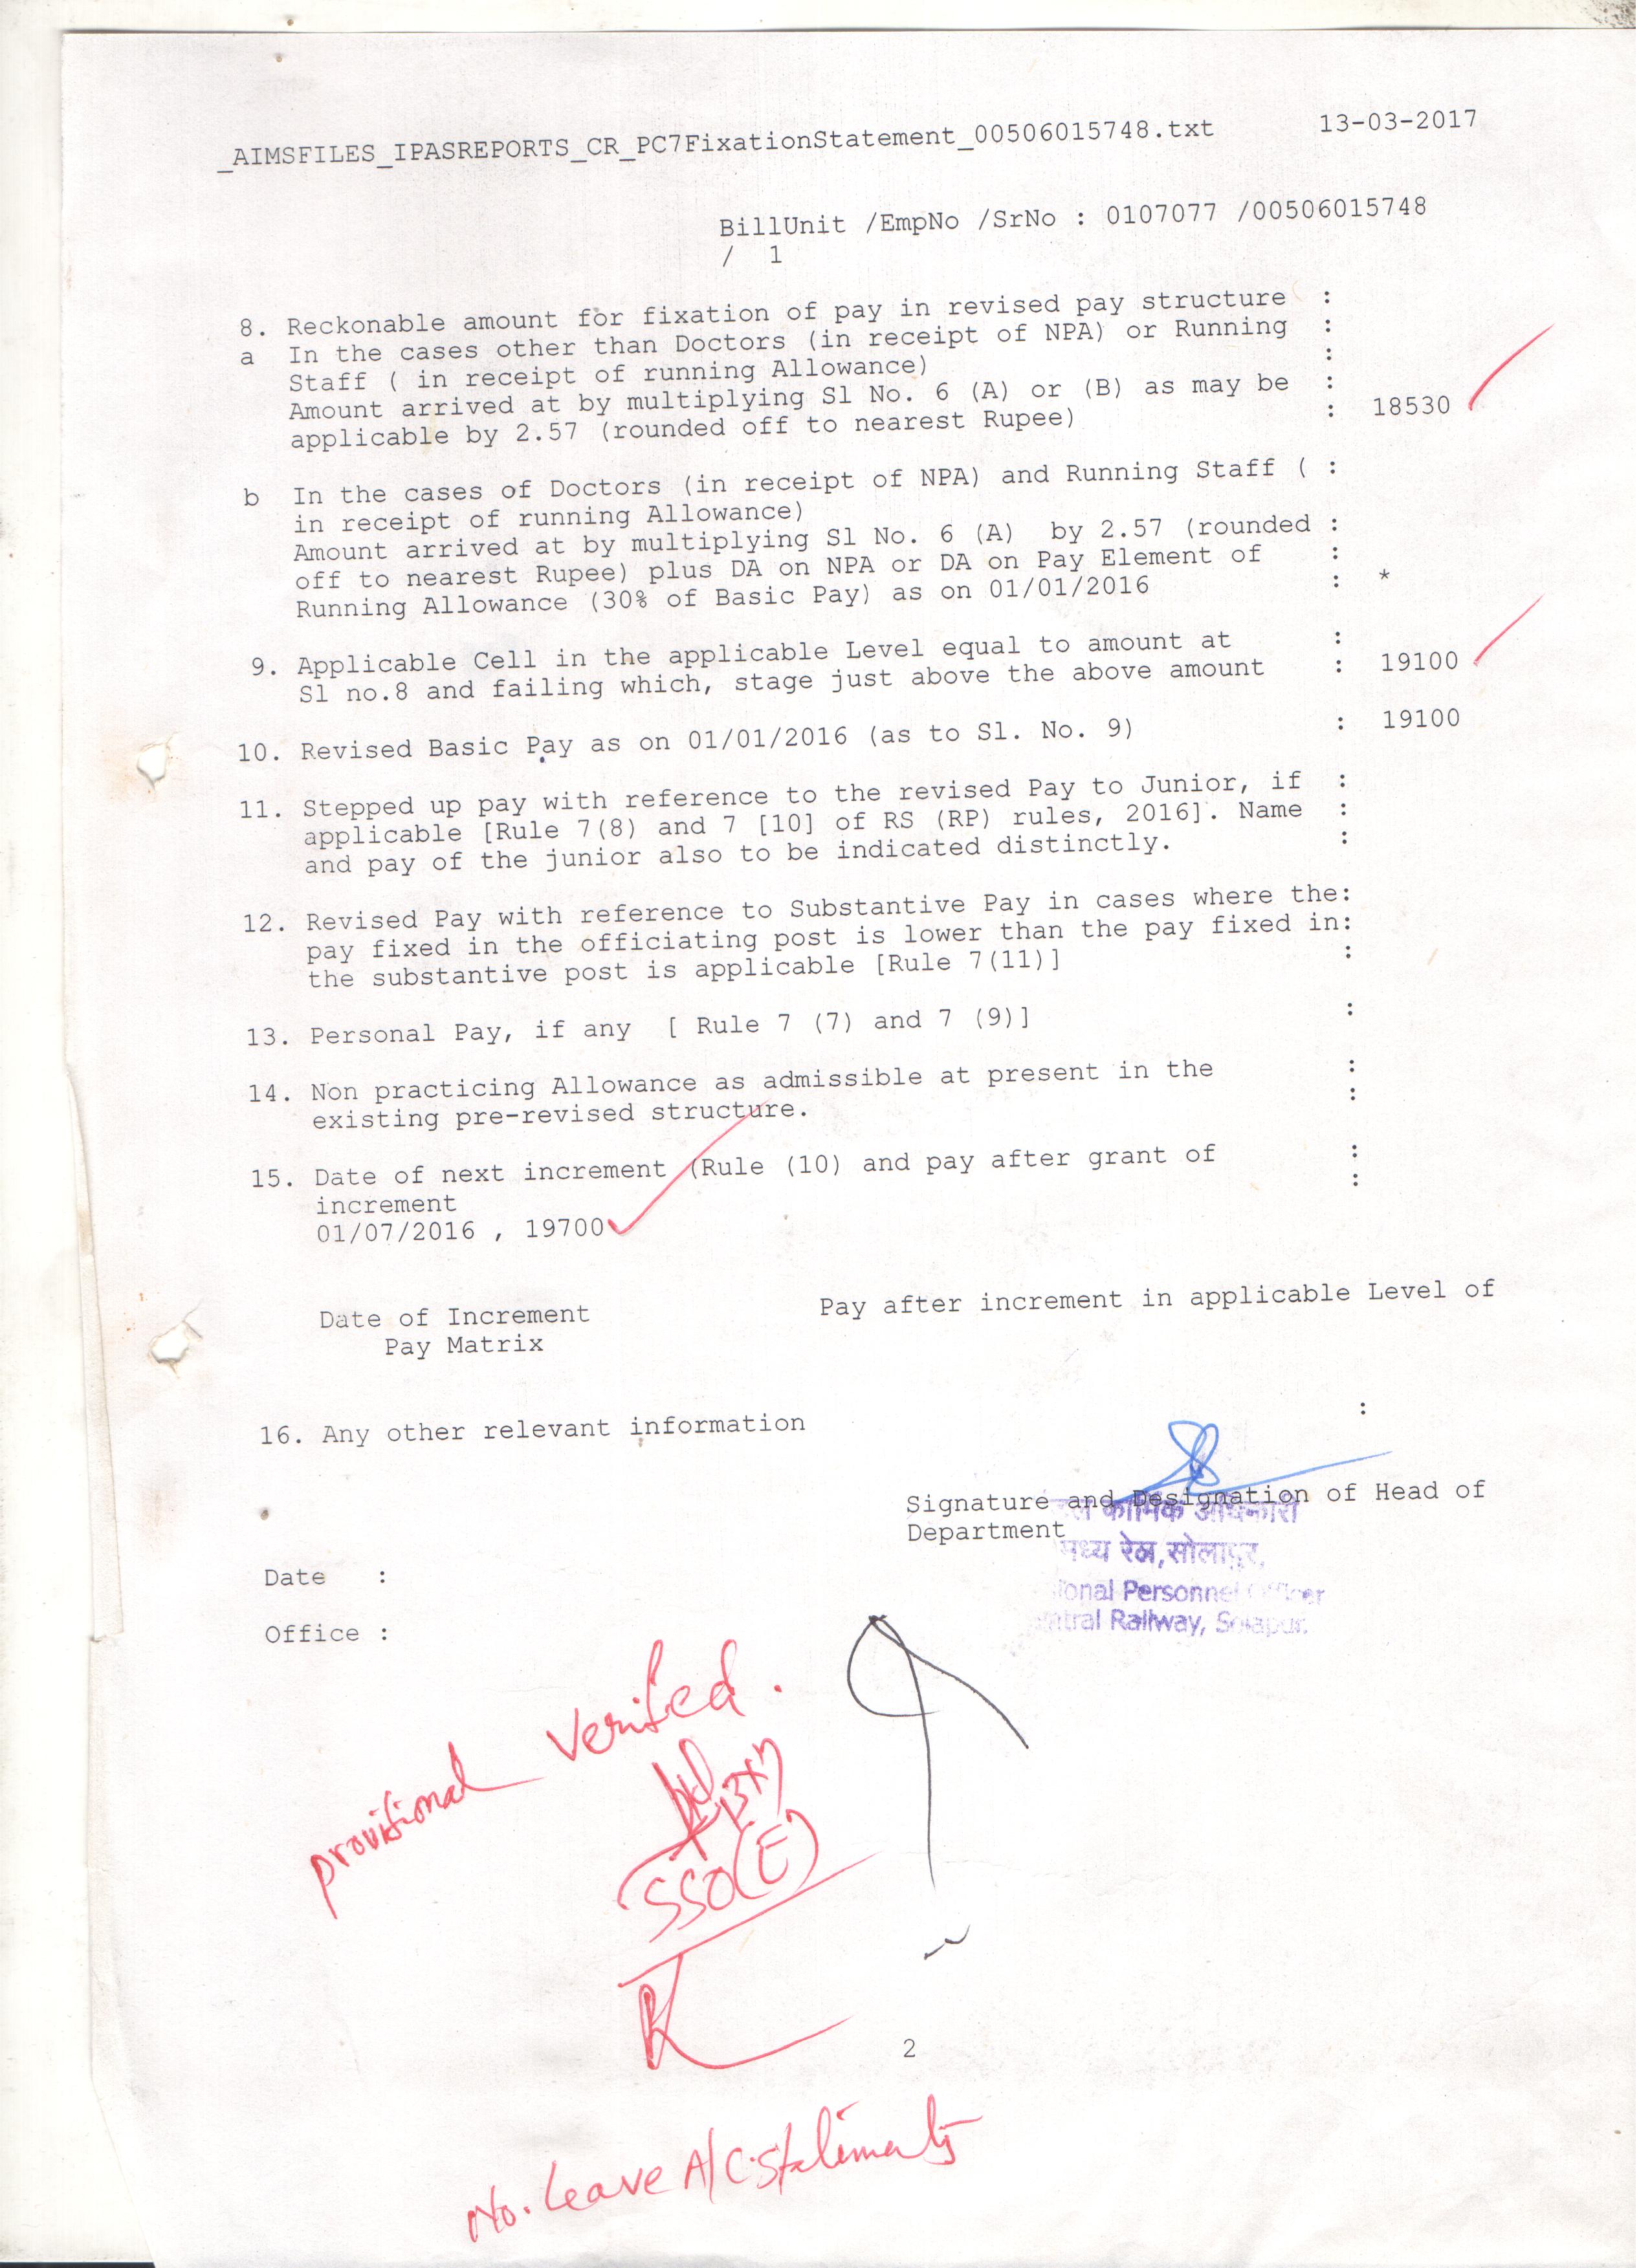 _AIMSFILES_IPASREPORTS_CR_PC7FixationStatement_00506015748.txt 13-03-2017
BillUnit /EmpNo /SrNo : 0107077 /00506015748
/ 1
8. Reckonable amount for fixation of pay in revised pay structure :
a In the cases other than Doctors (in receipt of NPA) or Running :
Staff ( in receipt of running Allowance) :
Amount arrived at by multiplying Sl No. 6 (A) or (B) as may be :
applicable by 2.57 (rounded off to nearest Rupee) : 18530
b In the cases of Doctors (in receipt of NPA) and Running Staff ( :
in receipt of running Allowance)
Amount arrived at by multiplying Sl No. 6 (A) by 2.57 (rounded :
off to nearest Rupee) plus DA on NPA or DA on Pay Element of :
Running Allowance (30% of Basic Pay) as on 01/01/2016 : *
9. Applicable Cell in the applicable Level equal to amount at :
Sl no.8 and failing which, stage just above the above amount : 19100
10. Revised Basic Pay as on 01/01/2016 (as to Sl. No. 9) : 19100
11. Stepped up pay with reference to the revised Pay to Junior, if :
applicable [Rule 7(8) and 7 [10] of RS (RP) rules, 2016]. Name :
and pay of the junior also to be indicated distinctly. :
12. Revised Pay with reference to Substantive Pay in cases where the:
pay fixed in the officiating post is lower than the pay fixed in:
the substantive post is applicable [Rule 7(11)] :
13. Personal Pay, if any [ Rule 7 (7) and 7 (9)] :
14. Non practicing Allowance as admissible at present in the :
existing pre-revised structure. :
15. Date of next increment (Rule (10) and pay after grant of :
increment :
01/07/2016 , 19700
Date of Increment Pay after increment in applicable Level of
Pay Matrix
16. Any other relevant information :
Signature and Designation of Head of
Department
कार्मिक अधिकारी
मध्य रेल, सोलापुर,
Personnel Officer
Railway, Solapur.
Date :
Office :
provisional verified.
SSO(E)
2
No. Leave A/C statements